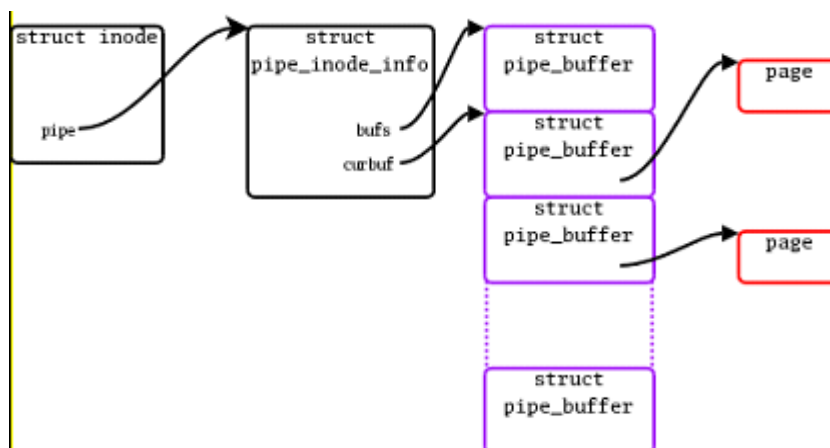 struct inode
pipe
struct
pipe_inode_info
bufs
curbuf
struct
pipe_buffer
struct
pipe_buffer
struct
pipe_buffer
struct
pipe_buffer
page
page